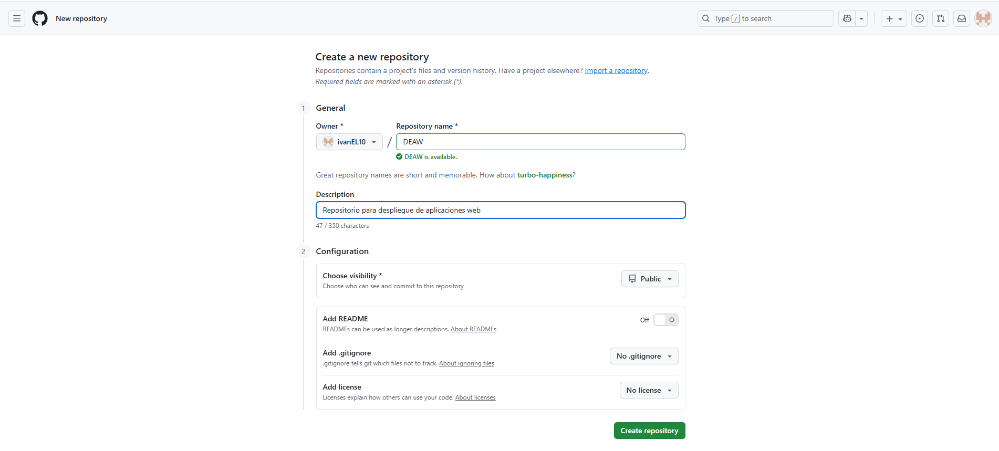 New repository
Type / to search
Create a new repository
Repositories contain a project's files and version history. Have a project elsewhere? Import a repository.
Required fields are marked with an asterisk (*).
1 General
Owner * Repository name *
ivanEL10 / DEAW
DEAW is available.
Great repository names are short and memorable. How about turbo-happiness?
Description
Repositorio para despliegue de aplicaciones web
47 / 350 characters
2 Configuration
Choose visibility *
Choose who can see and commit to this repository
Public
Add README
READMEs can be used as longer descriptions. About READMEs
Off
Add .gitignore
.gitignore tells git which files not to track. About ignoring files
No .gitignore
Add license
Licenses explain how others can use your code. About licenses
No license
Create repository